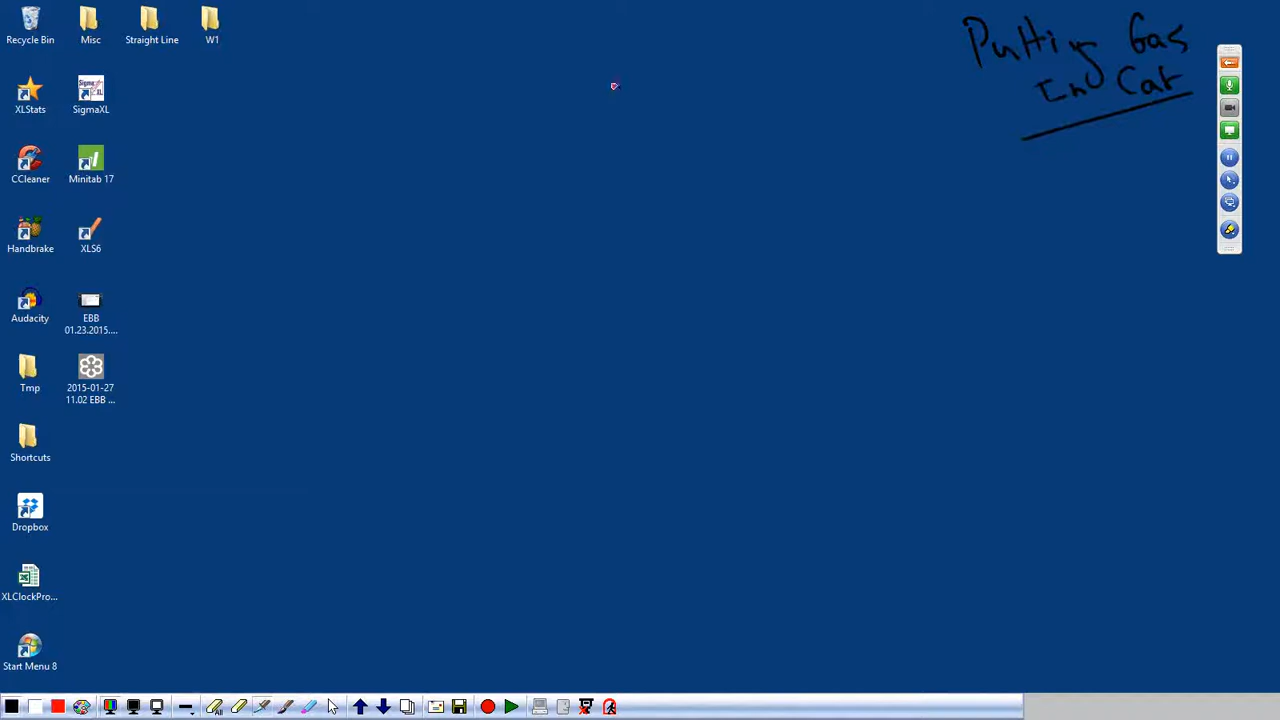 Putting Gas
In Car
Recycle Bin
Misc
Straight Line
W1
XLStats
SigmaXL
CCleaner
Minitab 17
Handbrake
XLS6
Audacity
EBB
01.23.2015....
Tmp
2015-01-27
11.02 EBB ...
Shortcuts
Dropbox
XLClockPro...
Start Menu 8
All